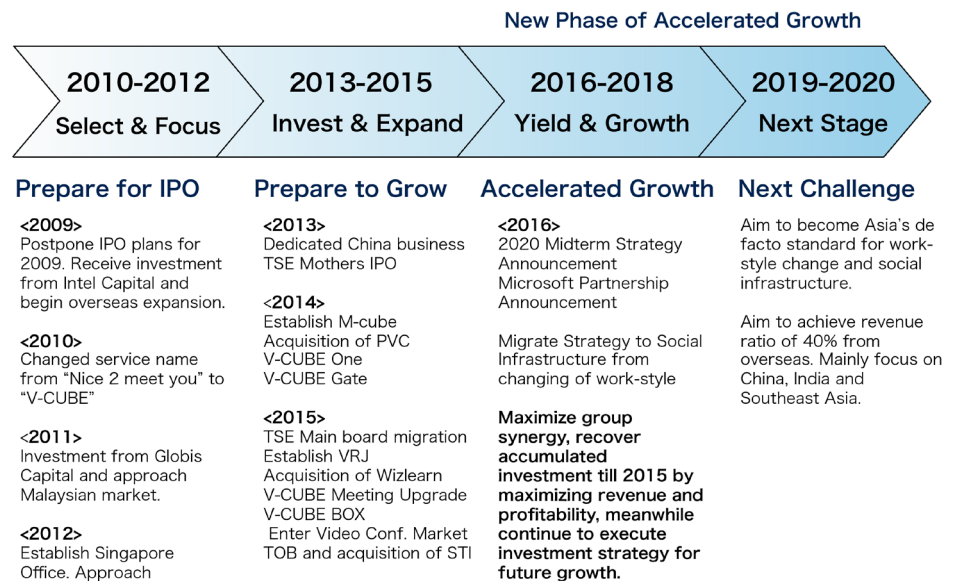 New Phase of Accelerated Growth
2010-2012
Select & Focus
2013-2015
Invest & Expand
2016-2018
Yield & Growth
2019-2020
Next Stage
Prepare for IPO
<2009>
Postpone IPO plans for
2009. Receive investment
from Intel Capital and
begin overseas expansion.
<2010>
Changed service name
from “Nice 2 meet you” to
“V-CUBE”
<2011>
Investment from Globis
Capital and approach
Malaysian market.
<2012>
Establish Singapore
Office. Approach
Prepare to Grow
<2013>
Dedicated China business
TSE Mothers IPO
<2014>
Establish M-cube
Acquisition of PVC
V-CUBE One
V-CUBE Gate
<2015>
TSE Main board migration
Establish VRJ
Acquisition of Wizlearn
V-CUBE Meeting Upgrade
V-CUBE BOX
Enter Video Conf. Market
TOB and acquisition of STI
Accelerated Growth
<2016>
2020 Midterm Strategy
Announcement
Microsoft Partnership
Announcement
Migrate Strategy to Social
Infrastructure from
changing of work-style
Maximize group
synergy, recover
accumulated
investment till 2015 by
maximizing revenue and
profitability, meanwhile
continue to execute
investment strategy for
future growth.
Next Challenge
Aim to become Asia’s de
facto standard for work-
style change and social
infrastructure.
Aim to achieve revenue
ratio of 40% from
overseas. Mainly focus on
China, India and
Southeast Asia.